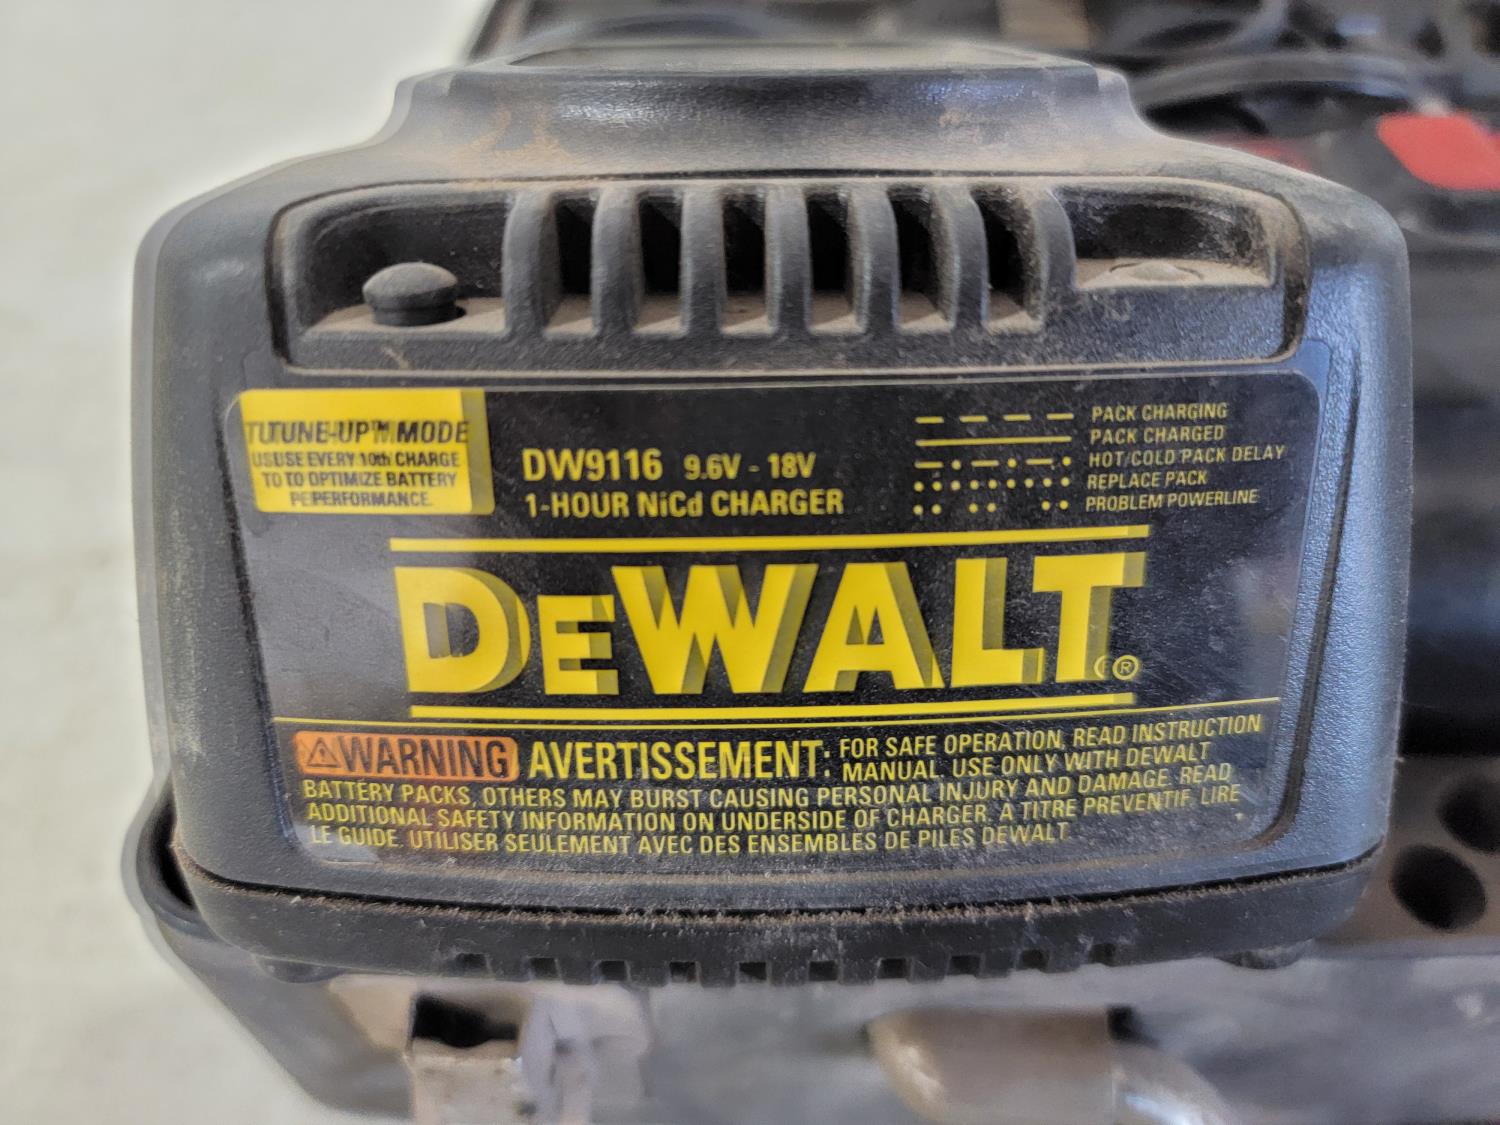 TUNE-UP™ MODE
USE EVERY 10th CHARGE
TO OPTIMIZE BATTERY
PERFORMANCE.
DW9116 9.6V - 18V
1-HOUR NiCd CHARGER
PACK CHARGING
PACK CHARGED
HOT/COLD PACK DELAY
REPLACE PACK
PROBLEM POWERLINE
DEWALT®
⚠WARNING AVERTISSEMENT: FOR SAFE OPERATION, READ INSTRUCTION
MANUAL. USE ONLY WITH DEWALT
BATTERY PACKS, OTHERS MAY BURST CAUSING PERSONAL INJURY AND DAMAGE. READ
ADDITIONAL SAFETY INFORMATION ON UNDERSIDE OF CHARGER. A TITRE PREVENTIF. LIRE
LE GUIDE. UTILISER SEULEMENT AVEC DES ENSEMBLES DE PILES DEWALT.